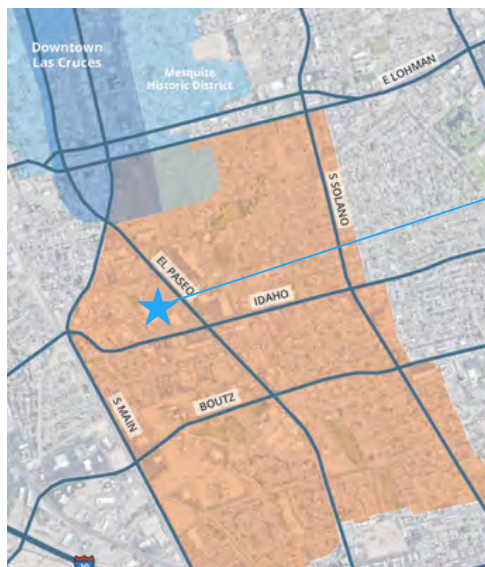 Downtown
Las Cruces
Mesquite
Historic District
E LOHMAN
S SOLANO
EL PASEO
IDAHO
BOUTZ
S MAIN
10